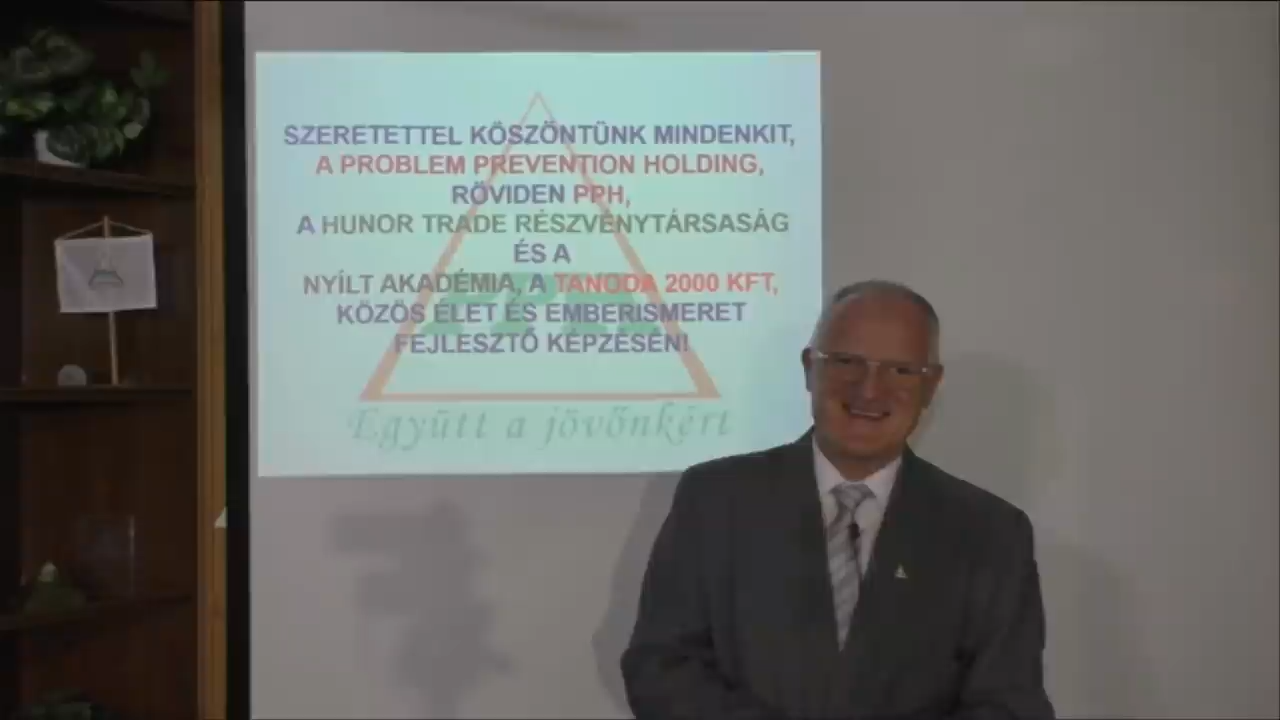 SZERETETTEL KÖSZÖNTÜNK MINDENKIT,
A PROBLEM PREVENTION HOLDING,
RÖVIDEN PPH,
A HUNOR TRADE RÉSZVÉNYTÁRSASÁG
ÉS A
NYÍLT AKADÉMIA, A TANODA 2000 KFT,
KÖZÖS ÉLET ÉS EMBERISMERET
FEJLESZTŐ KÉPZÉSÉN!
PPH
Együtt a jövőnkért